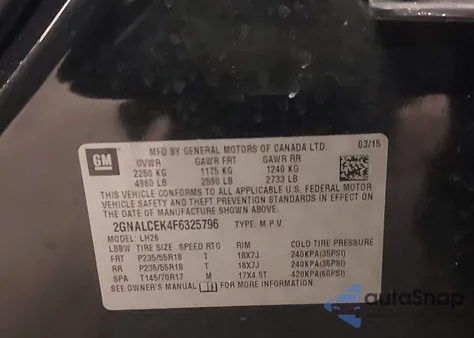 GM
MFD BY GENERAL MOTORS OF CANADA LTD. 03/15
GVWR GAWR FRT GAWR RR
2250 KG 1175 KG 1240 KG
4960 LB 2590 LB 2733 LB
THIS VEHICLE CONFORMS TO ALL APPLICABLE U.S. FEDERAL MOTOR
VEHICLE SAFETY AND THEFT PREVENTION STANDARDS IN EFFECT ON
THE DATE OF MANUFACTURE SHOWN ABOVE.
2GNALCEK4F6325796 TYPE: M.P.V.
MODEL: LH26
LBBW TIRE SIZE SPEED RTG RIM COLD TIRE PRESSURE
FRT P235/55R18 T 18X7J 240KPA(35PSI)
RR P235/55R18 T 18X7J 240KPA(35PSI)
SPA T145/70R17 M 17X4.5T 420KPA(60PSI)
SEE OWNER'S MANUAL FOR MORE INFORMATION.
autoSnap